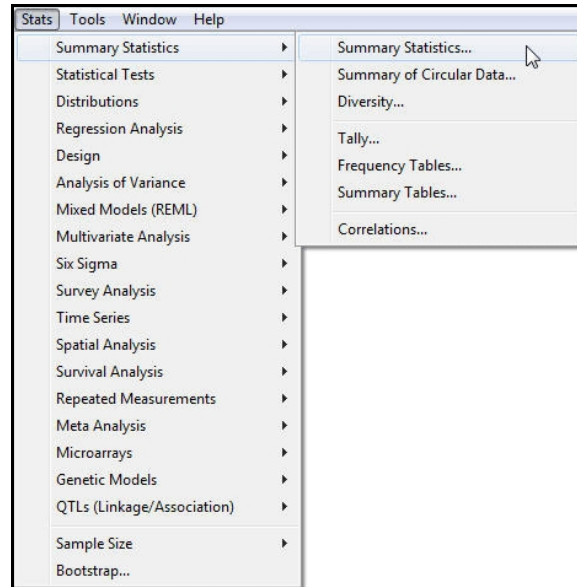 Stats Tools Window Help
Summary Statistics
Statistical Tests
Distributions
Regression Analysis
Design
Analysis of Variance
Mixed Models (REML)
Multivariate Analysis
Six Sigma
Survey Analysis
Time Series
Spatial Analysis
Survival Analysis
Repeated Measurements
Meta Analysis
Microarrays
Genetic Models
QTLs (Linkage/Association)
Sample Size
Bootstrap...
Summary Statistics...
Summary of Circular Data...
Diversity...
Tally...
Frequency Tables...
Summary Tables...
Correlations...